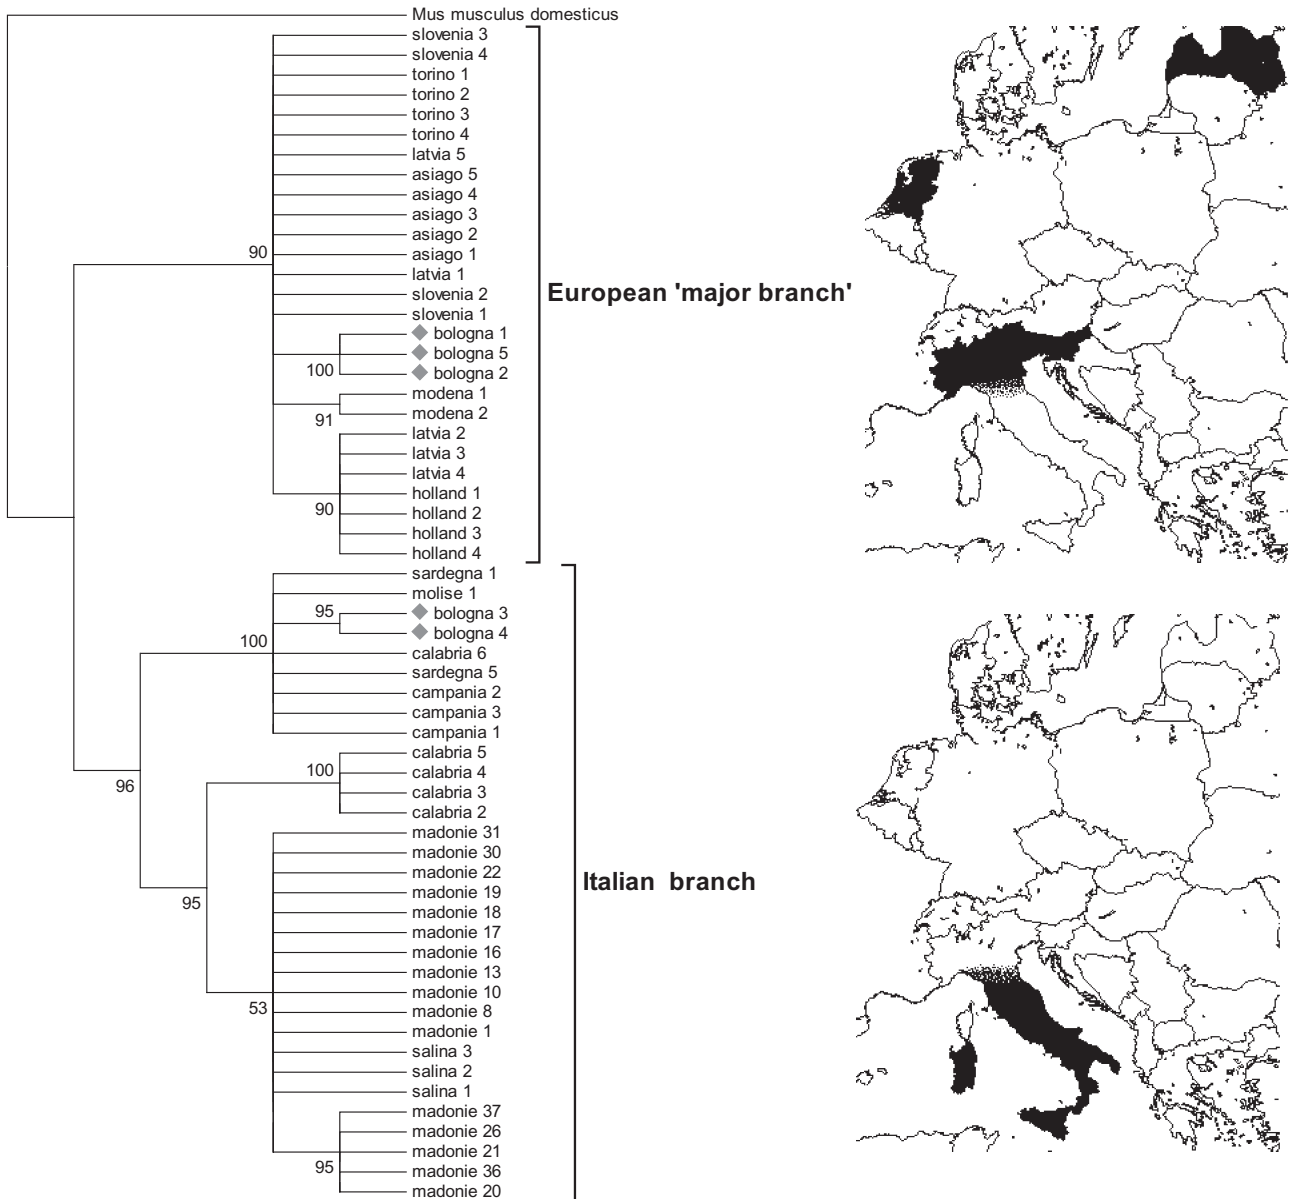 Mus musculus domesticus
slovenia 3
slovenia 4
torino 1
torino 2
torino 3
torino 4
latvia 5
asiago 5
asiago 4
asiago 3
asiago 2
90
asiago 1
latvia 1
slovenia 2
European 'major branch'
slovenia 1
bologna 1
bologna 5
100
bologna 2
modena 1
modena 2
91
latvia 2
latvia 3
latvia 4
holland 1
90
holland 2
holland 3
holland 4
sardegna 1
molise 1
95
bologna 3
bologna 4
100
calabria 6
sardegna 5
campania 2
campania 3
campania 1
calabria 5
100
calabria 4
96
calabria 3
calabria 2
madonie 31
madonie 30
madonie 22
Italian branch
madonie 19
95
madonie 18
madonie 17
madonie 16
madonie 13
madonie 10
53
madonie 8
madonie 1
salina 3
salina 2
salina 1
madonie 37
madonie 26
madonie 21
95
madonie 36
madonie 20